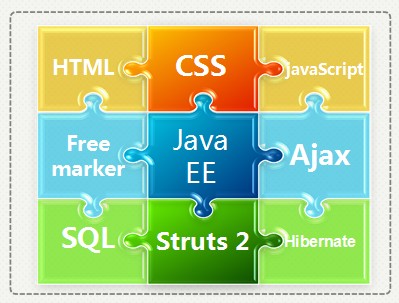 HTML
CSS
javaScript
Free
marker
Java
EE
Ajax
SQL
Struts 2
Hibernate